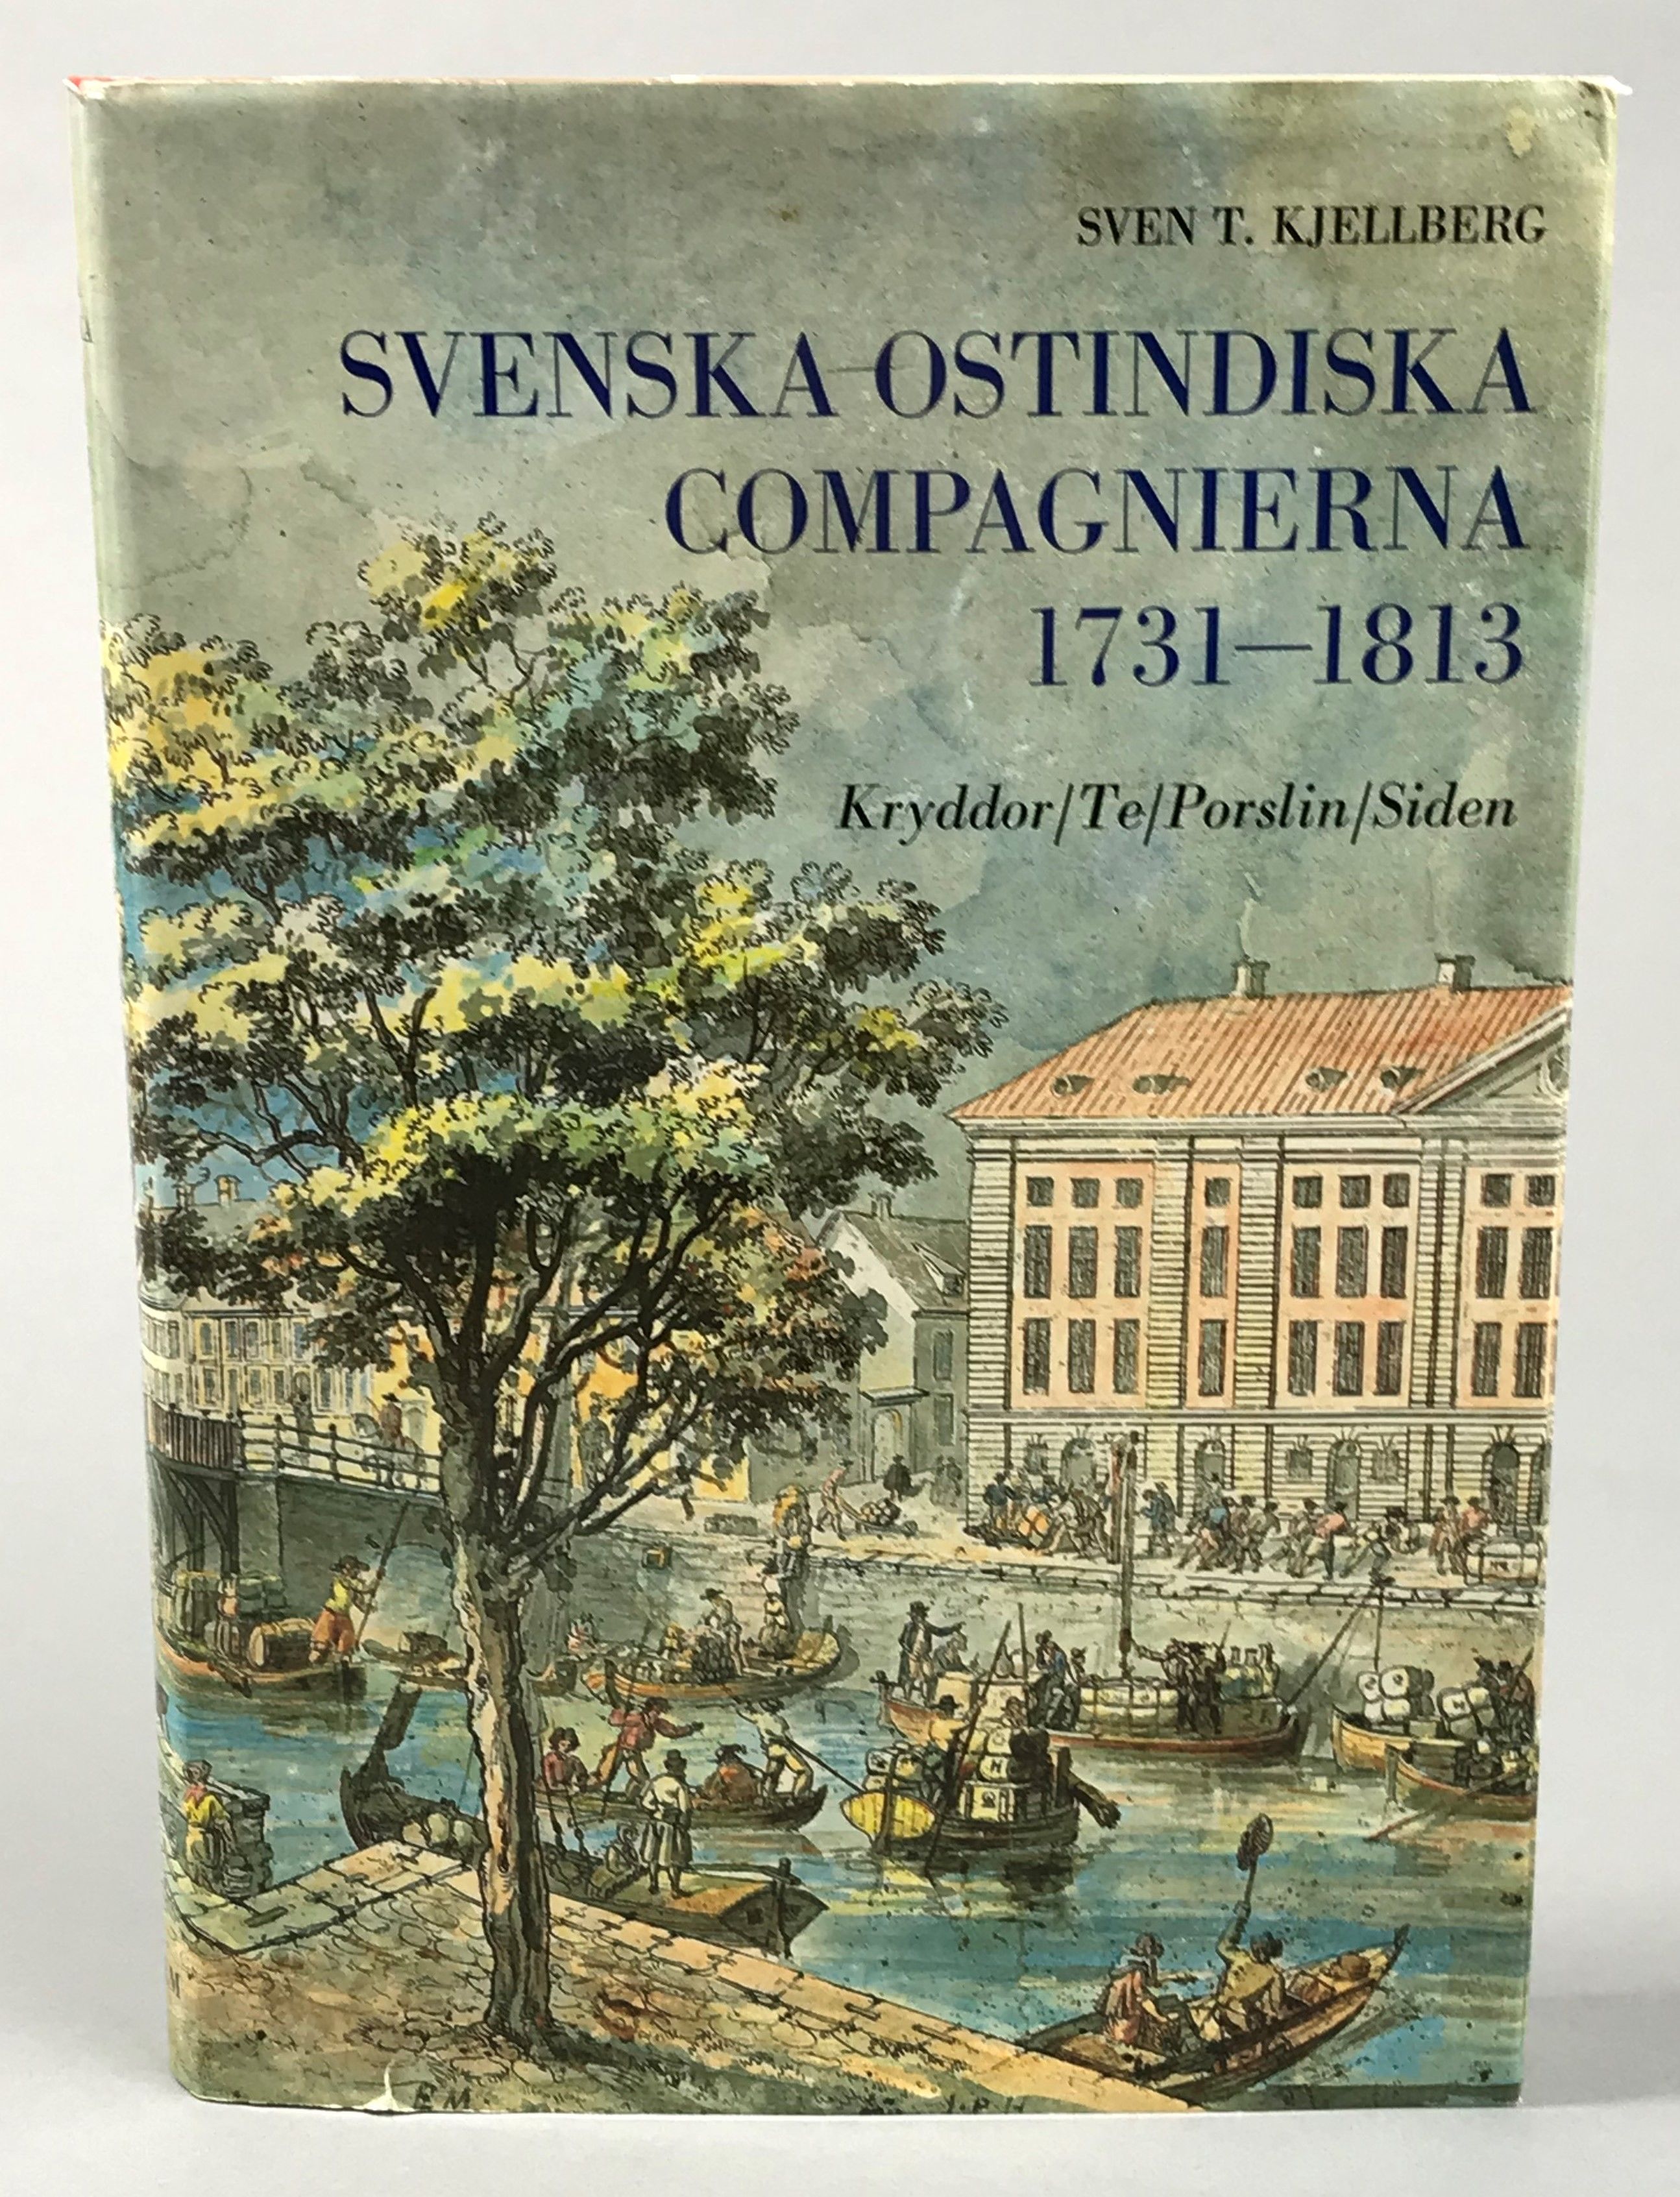 SVEN T. KJELLBERG
SVENSKA OSTINDISKA
COMPAGNIERNA
1731—1813
Kryddor/Te/Porslin/Siden
E M.
J. P. H